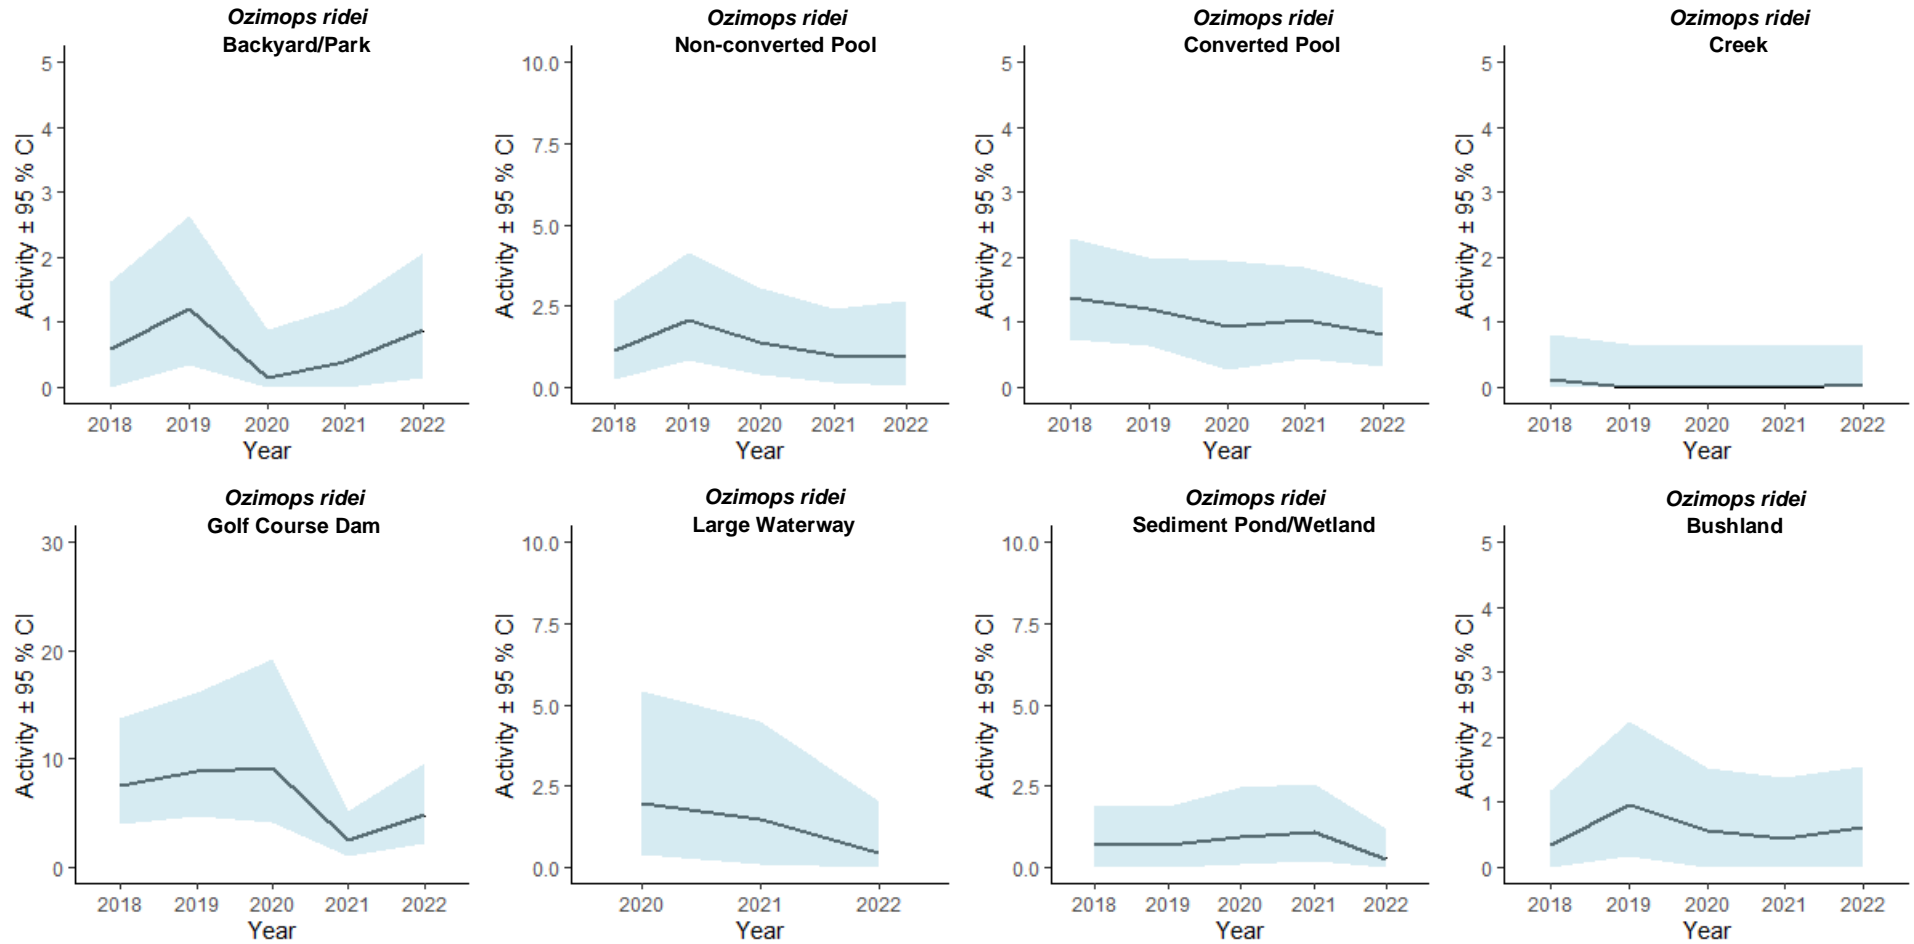 Ozimops ridei
Backyard/Park
5
4
3
2
1
0
Activity ± 95 % CI
2018 2019 2020 2021 2022
Year
Ozimops ridei
Non-converted Pool
10.0
7.5
5.0
2.5
0.0
Activity ± 95 % CI
2018 2019 2020 2021 2022
Year
Ozimops ridei
Converted Pool
5
4
3
2
1
0
Activity ± 95 % CI
2018 2019 2020 2021 2022
Year
Ozimops ridei
Creek
5
4
3
2
1
0
Activity ± 95 % CI
2018 2019 2020 2021 2022
Year
Ozimops ridei
Golf Course Dam
30
20
10
0
Activity ± 95 % CI
2018 2019 2020 2021 2022
Year
Ozimops ridei
Large Waterway
10.0
7.5
5.0
2.5
0.0
Activity ± 95 % CI
2020 2021 2022
Year
Ozimops ridei
Sediment Pond/Wetland
10.0
7.5
5.0
2.5
0.0
Activity ± 95 % CI
2018 2019 2020 2021 2022
Year
Ozimops ridei
Bushland
5
4
3
2
1
0
Activity ± 95 % CI
2018 2019 2020 2021 2022
Year